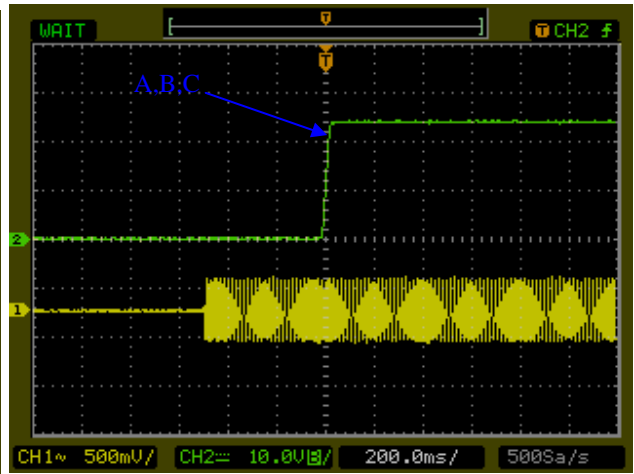 WAIT
T
T CH2
T
A.B.C
2
1
CH1~ 500mV/ CH2 10.0V B/ 200.0ms/ 500Sa/s